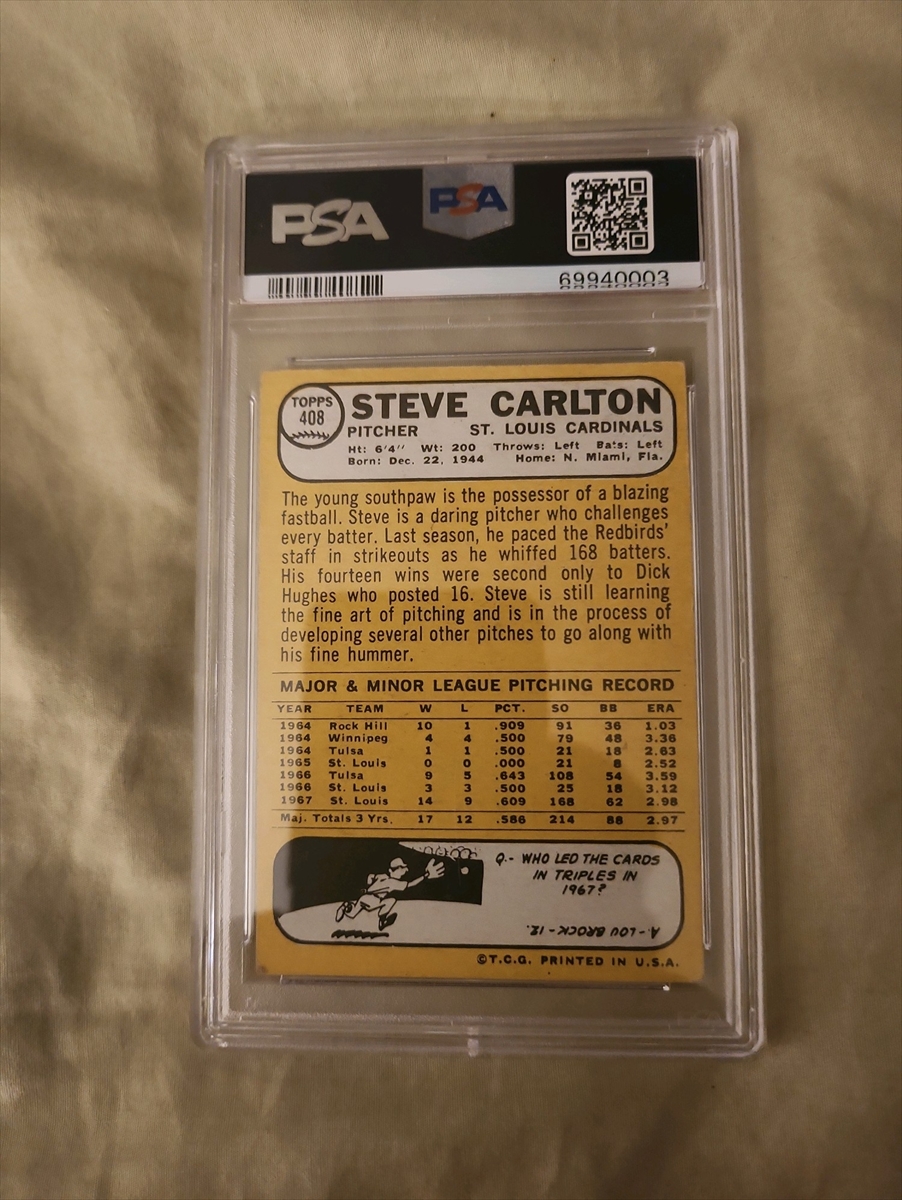 PSA
PSA
69940003
TOPPS
408
STEVE CARLTON
PITCHER ST. LOUIS CARDINALS
Ht: 6'4" Wt: 200 Throws: Left Bats: Left
Born: Dec. 22, 1944 Home: N. Miami, Fla.
The young southpaw is the possessor of a blazing
fastball. Steve is a daring pitcher who challenges
every batter. Last season, he paced the Redbirds'
staff in strikeouts as he whiffed 168 batters.
His fourteen wins were second only to Dick
Hughes who posted 16. Steve is still learning
the fine art of pitching and is in the process of
developing several other pitches to go along with
his fine hummer.
MAJOR & MINOR LEAGUE PITCHING RECORD
YEAR TEAM W L PCT. SO BB ERA
1964 Rock Hill 10 1 .909 91 36 1.03
1964 Winnipeg 4 4 .500 79 48 3.36
1964 Tulsa 1 1 .500 21 18 2.63
1965 St. Louis 0 0 .000 21 8 2.52
1966 Tulsa 9 5 .643 108 54 3.59
1966 St. Louis 3 3 .500 25 18 3.12
1967 St. Louis 14 9 .609 168 62 2.98
Maj. Totals 3 Yrs. 17 12 .586 214 88 2.97
Q.- WHO LED THE CARDS
IN TRIPLES IN
1967?
A.- LOU BROCK - 12.
©T.C.G. PRINTED IN U.S.A.